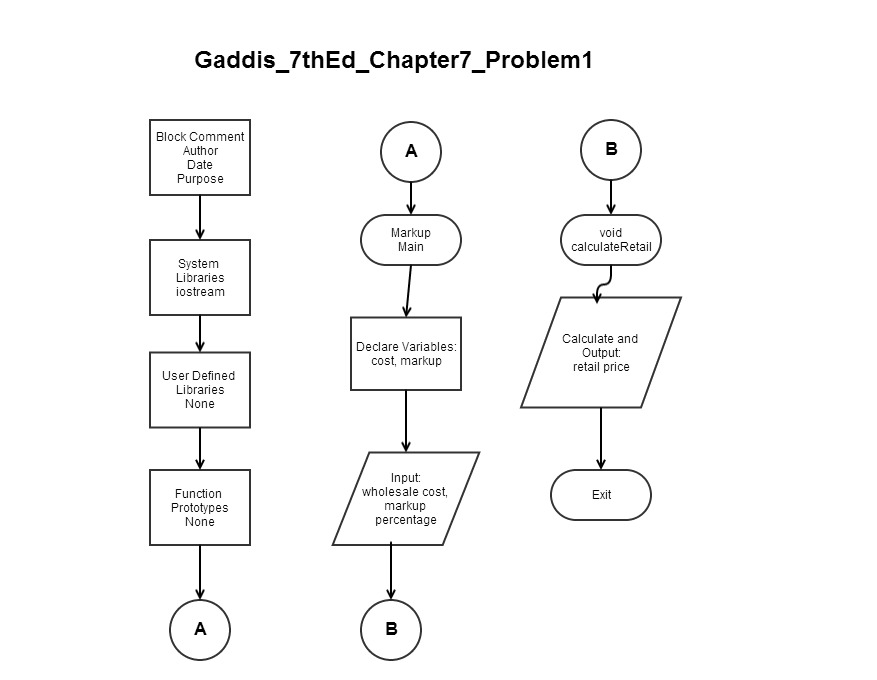 Gaddis_7thEd_Chapter7_Problem1
Block Comment
Author
Date
Purpose
System
Libraries
iostream
User Defined
Libraries
None
Function
Prototypes
None
A
A
Markup
Main
Declare Variables:
cost, markup
Input:
wholesale cost,
markup
percentage
B
B
void
calculateRetail
Calculate and
Output:
retail price
Exit